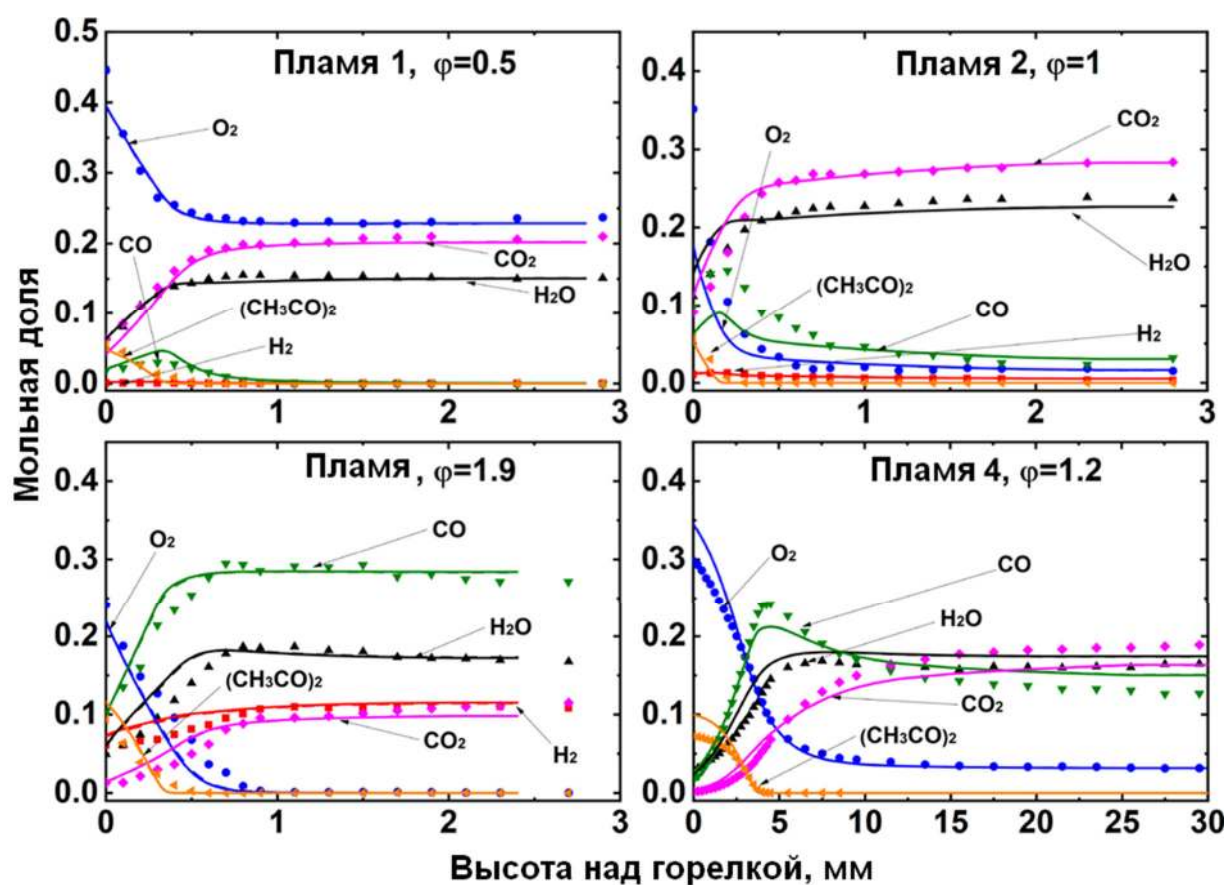 Мольная доля
0.5
0.4
0.3
0.2
0.1
0.0
Пламя 1, φ=0.5
O₂
CO
CO₂
(CH₃CO)₂
H₂O
H₂
0 1 2 3
0.4
0.3
0.2
0.1
0.0
Пламя 2, φ=1
O₂
CO₂
(CH₃CO)₂
H₂O
CO
H₂
0 1 2 3
0.4
0.3
0.2
0.1
0.0
Пламя , φ=1.9
O₂
CO
H₂O
(CH₃CO)₂
CO₂
H₂
0 1 2 3
0.4
0.3
0.2
0.1
0.0
Пламя 4, φ=1.2
O₂
CO
H₂O
CO₂
(CH₃CO)₂
0 5 10 15 20 25 30
Высота над горелкой, мм